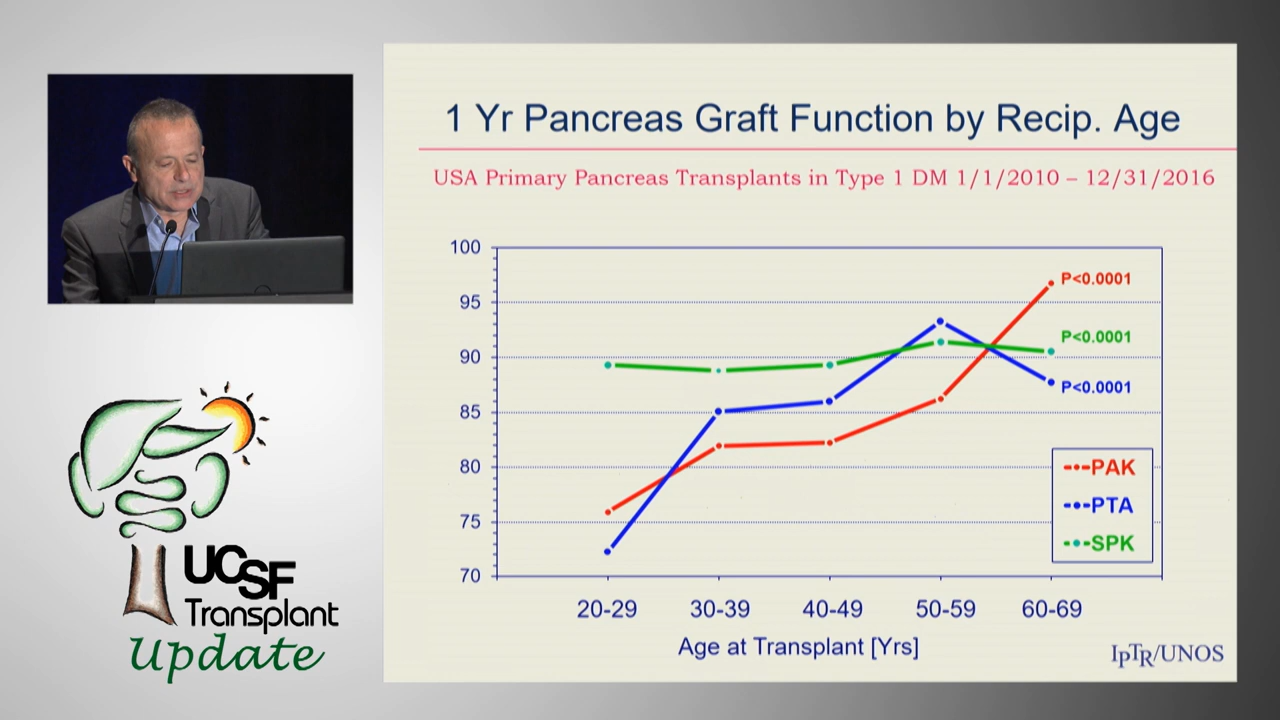 1 Yr Pancreas Graft Function by Recip. Age
USA Primary Pancreas Transplants in Type 1 DM 1/1/2010 – 12/31/2016
100
95
90
85
80
75
70
P<0.0001
P<0.0001
P<0.0001
PAK
PTA
SPK
20-29 30-39 40-49 50-59 60-69
Age at Transplant [Yrs]
IPTR/UNOS
UCSF
Transplant
Update